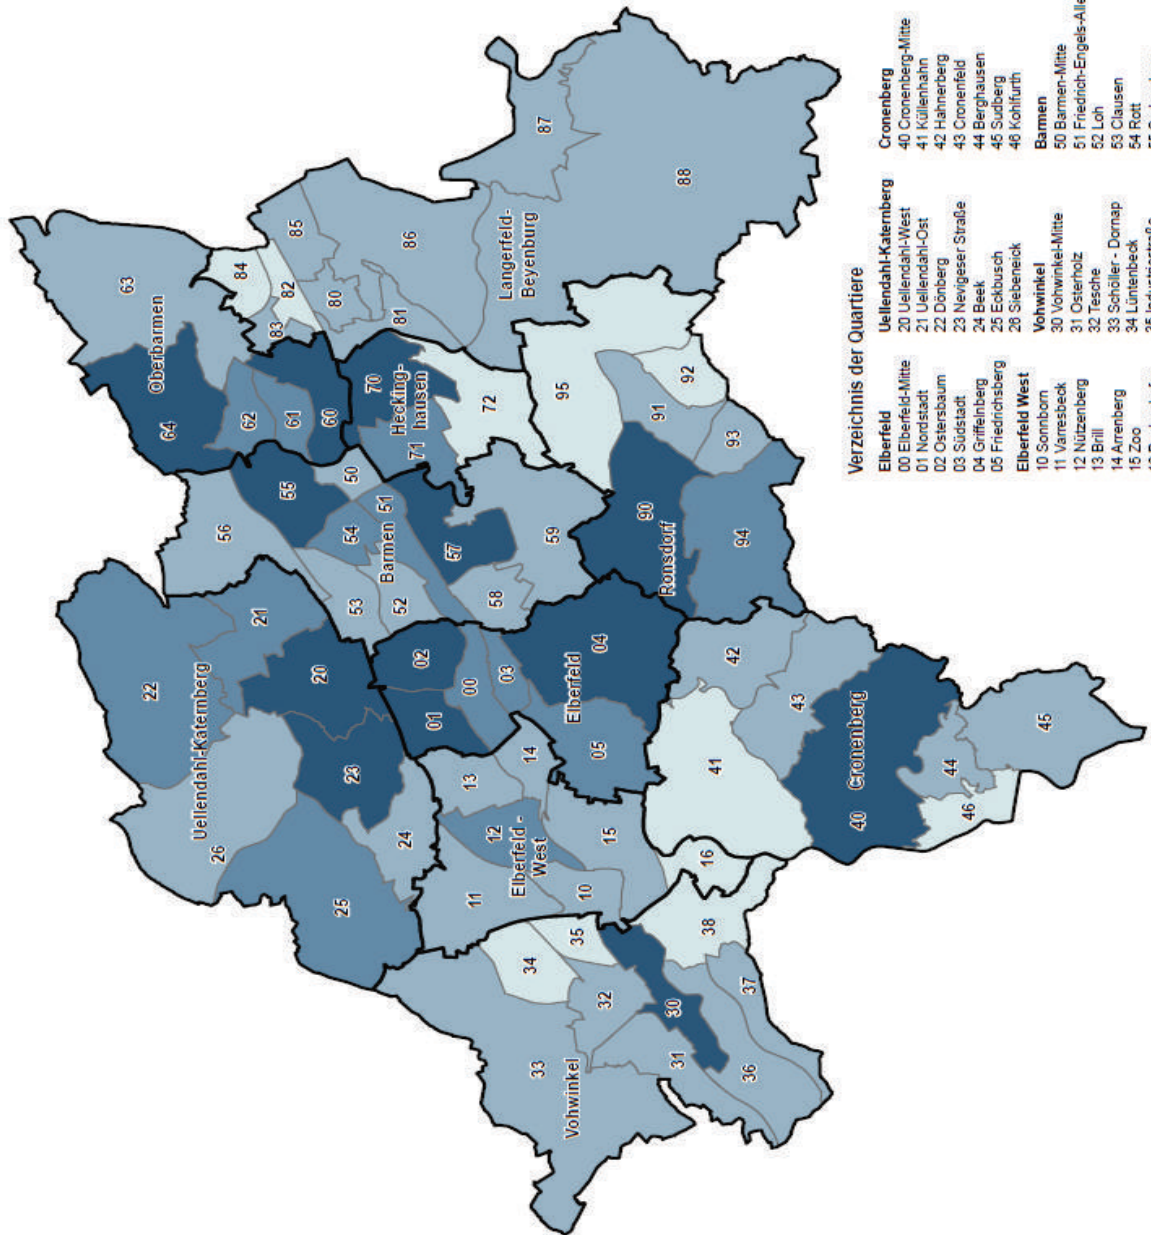 63
64
Oberbarmen
84
85
62
83
82
61
80
60
86
87
81
70
88
Langerfeld-
Beyenburg
Hecking-
hausen
71
72
55
50
56
54
51
Barmen
57
53
52
59
58
95
92
91
93
90
Ronsdorf
94
21
22
20
Uellendahl-Katernberg
23
26
24
25
02
01
00
03
04
Elberfeld
05
13
14
12
Elberfeld -
West
11
15
10
16
42
43
41
Cronenberg
40
44
45
46
34
35
38
32
30
37
33
31
36
Vohwinkel
Verzeichnis der Quartiere
Elberfeld
00 Elberfeld-Mitte
01 Nordstadt
02 Ostersbaum
03 Südstadt
04 Grifflenberg
05 Friedrichsberg
Elberfeld West
10 Sonnborn
11 Varresbeck
12 Nützenberg
13 Brill
14 Arrenberg
15 Zoo
Uellendahl-Katernberg
20 Uellendahl-West
21 Uellendahl-Ost
22 Dönberg
23 Nevigeser Straße
24 Beek
25 Eckbusch
26 Siebeneick
Vohwinkel
30 Vohwinkel-Mitte
31 Osterholz
32 Tesche
33 Schöller - Dornap
34 Lüntenbeck
Cronenberg
40 Cronenberg-Mitte
41 Küllenhahn
42 Hahnerberg
43 Cronenfeld
44 Berghausen
45 Sudberg
46 Kohlfurth
Barmen
50 Barmen-Mitte
51 Friedrich-Engels-Alle
52 Loh
53 Clausen
54 Rott